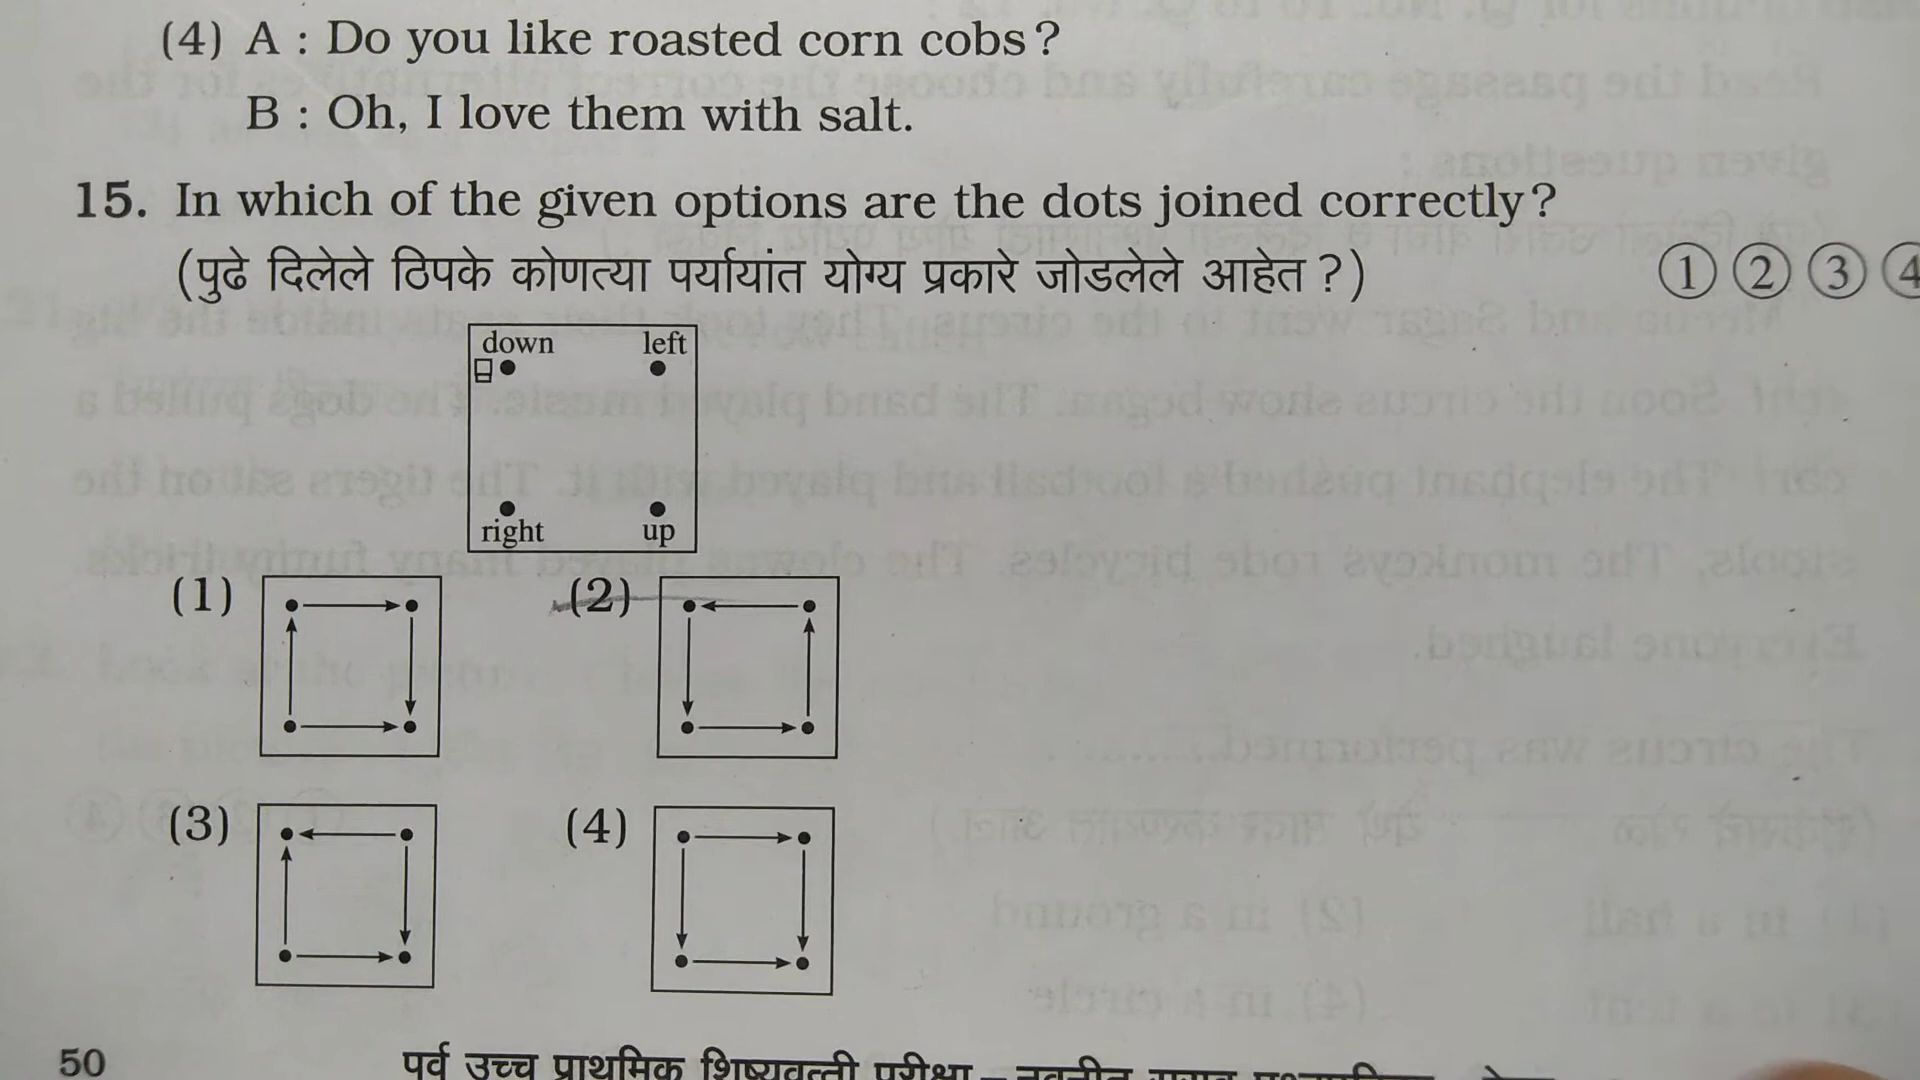 (4) A : Do you like roasted corn cobs?
B : Oh, I love them with salt.
15. In which of the given options are the dots joined correctly?
(पुढे दिलेले ठिपके कोणत्या पर्यायांत योग्य प्रकारे जोडलेले आहेत ?) ① ② ③ ④
down left
right up
(1) (2)
(3) (4)
50 पूर्व उच्च प्राथमिक शिष्यवृत्ती परीक्षा – नवनीत